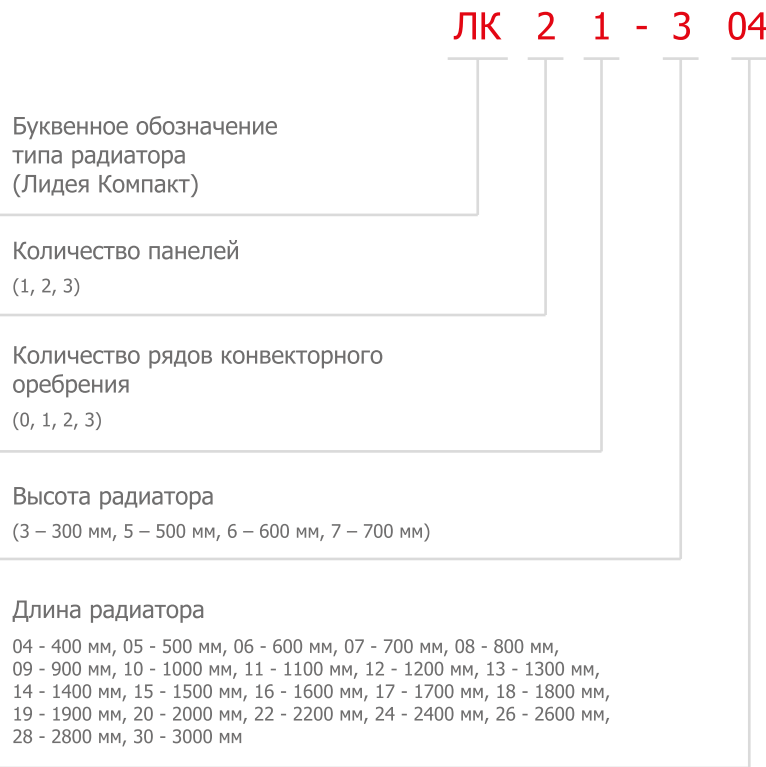 ЛК 2 1 - 3 04
Буквенное обозначение
типа радиатора
(Лидея Компакт)
Количество панелей
(1, 2, 3)
Количество рядов конвекторного
оребрения
(0, 1, 2, 3)
Высота радиатора
(3 – 300 мм, 5 – 500 мм, 6 – 600 мм, 7 – 700 мм)
Длина радиатора
04 - 400 мм, 05 - 500 мм, 06 - 600 мм, 07 - 700 мм, 08 - 800 мм,
09 - 900 мм, 10 - 1000 мм, 11 - 1100 мм, 12 - 1200 мм, 13 - 1300 мм,
14 - 1400 мм, 15 - 1500 мм, 16 - 1600 мм, 17 - 1700 мм, 18 - 1800 мм,
19 - 1900 мм, 20 - 2000 мм, 22 - 2200 мм, 24 - 2400 мм, 26 - 2600 мм,
28 - 2800 мм, 30 - 3000 мм